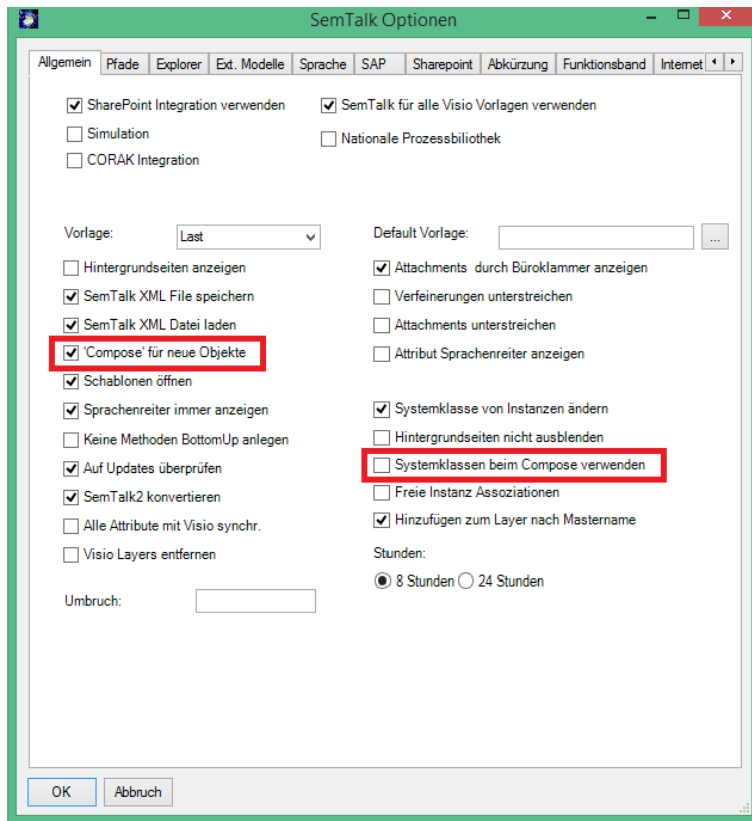 SemTalk Optionen
Allgemein Pfade Explorer Ext. Modelle Sprache SAP Sharepoint Abkürzung Funktionsband Internet
SharePoint Integration verwenden
SemTalk für alle Visio Vorlagen verwenden
Simulation
Nationale Prozessbiliothek
CORAK Integration
Vorlage: Last
Default Vorlage: ...
Hintergrundseiten anzeigen
Attachments durch Büroklammer anzeigen
SemTalk XML File speichern
Verfeinerungen unterstreichen
SemTalk XML Datei laden
Attachments unterstreichen
'Compose' für neue Objekte
Attribut Sprachenreiter anzeigen
Schablonen öffnen
Sprachenreiter immer anzeigen
Systemklasse von Instanzen ändern
Keine Methoden BottomUp anlegen
Hintergrundseiten nicht ausblenden
Auf Updates überprüfen
Systemklassen beim Compose verwenden
SemTalk2 konvertieren
Freie Instanz Assoziationen
Alle Attribute mit Visio synchr.
Hinzufügen zum Layer nach Mastername
Visio Layers entfernen
Stunden:
8 Stunden 24 Stunden
Umbruch:
OK Abbruch